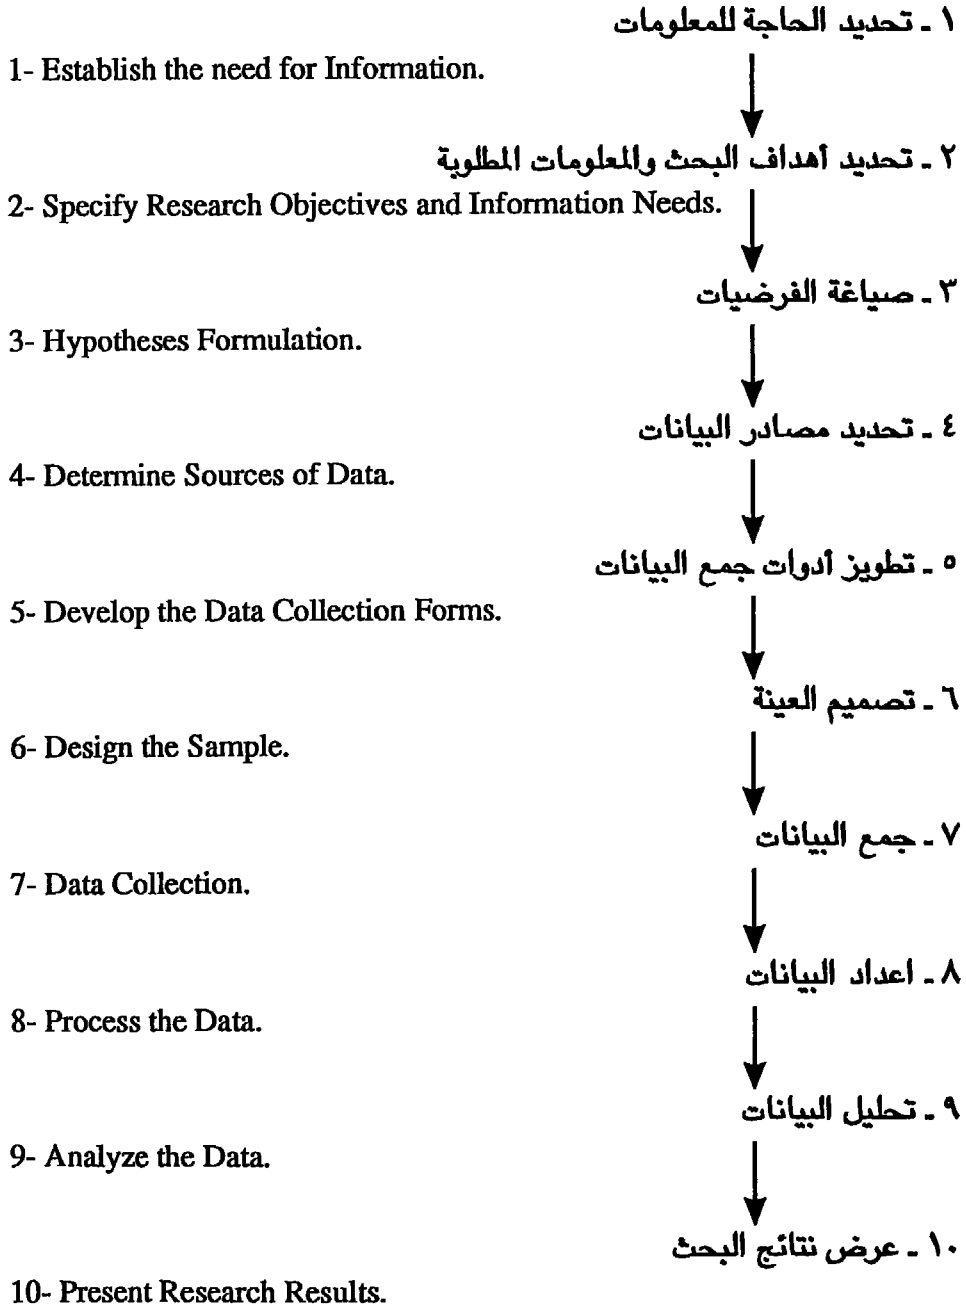 ١ ـ تحديد الحاجة للمعلومات
1- Establish the need for Information.
٢ ـ تحديد أهداف البحث والمعلومات المطلوبة
2- Specify Research Objectives and Information Needs.
٣ ـ صياغة الفرضيات
3- Hypotheses Formulation.
٤ ـ تحديد مصادر البيانات
4- Determine Sources of Data.
٥ ـ تطويز أدوات جمع البيانات
5- Develop the Data Collection Forms.
٦ ـ تصميم العينة
6- Design the Sample.
٧ ـ جمع البيانات
7- Data Collection.
٨ ـ اعداد البيانات
8- Process the Data.
٩ ـ تحليل البيانات
9- Analyze the Data.
١٠ ـ عرض نتائج البحث
10- Present Research Results.